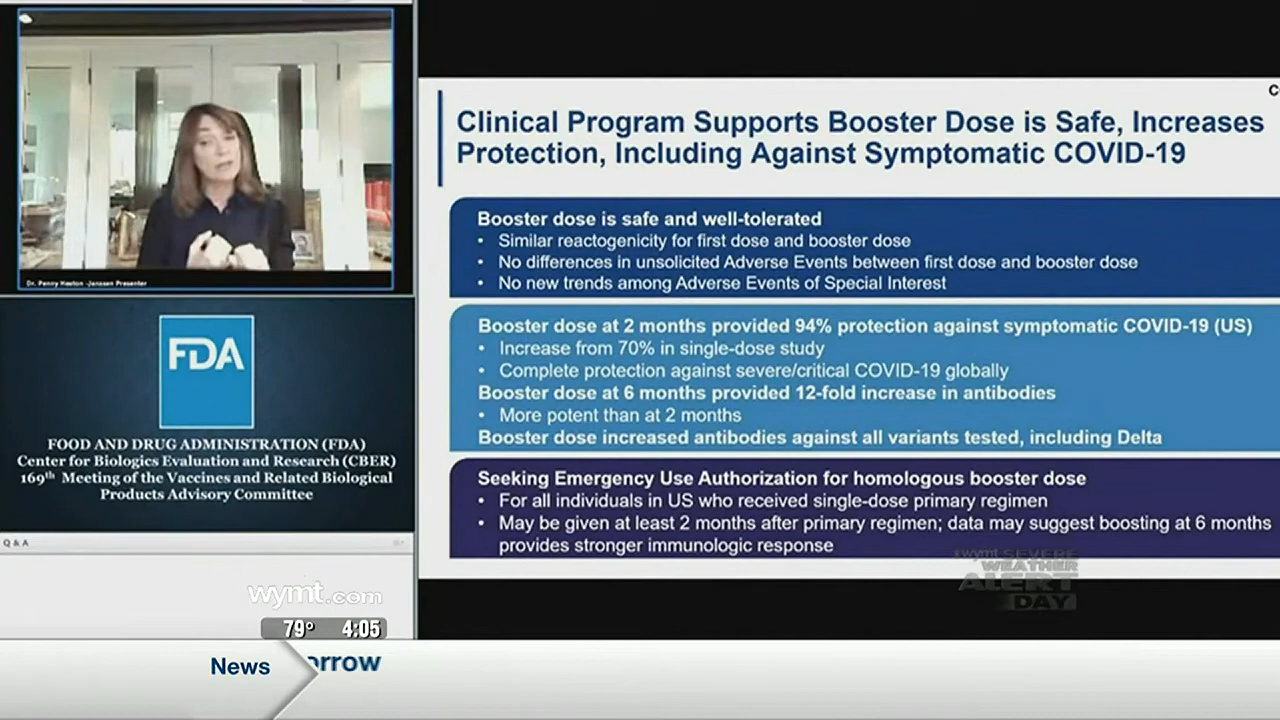 Dr. Penny Heaton -Janssen Presenter
FDA
FOOD AND DRUG ADMINISTRATION (FDA)
Center for Biologics Evaluation and Research (CBER)
169th Meeting of the Vaccines and Related Biological
Products Advisory Committee
Q & A
Clinical Program Supports Booster Dose is Safe, Increases
Protection, Including Against Symptomatic COVID-19
Booster dose is safe and well-tolerated
• Similar reactogenicity for first dose and booster dose
• No differences in unsolicited Adverse Events between first dose and booster dose
• No new trends among Adverse Events of Special Interest
Booster dose at 2 months provided 94% protection against symptomatic COVID-19 (US)
• Increase from 70% in single-dose study
• Complete protection against severe/critical COVID-19 globally
Booster dose at 6 months provided 12-fold increase in antibodies
• More potent than at 2 months
Booster dose increased antibodies against all variants tested, including Delta
Seeking Emergency Use Authorization for homologous booster dose
• For all individuals in US who received single-dose primary regimen
• May be given at least 2 months after primary regimen; data may suggest boosting at 6 months
provides stronger immunologic response
wymt SEVERE
WEATHER
ALERT
DAY
wymt.com
79° 4:05
News
orrow